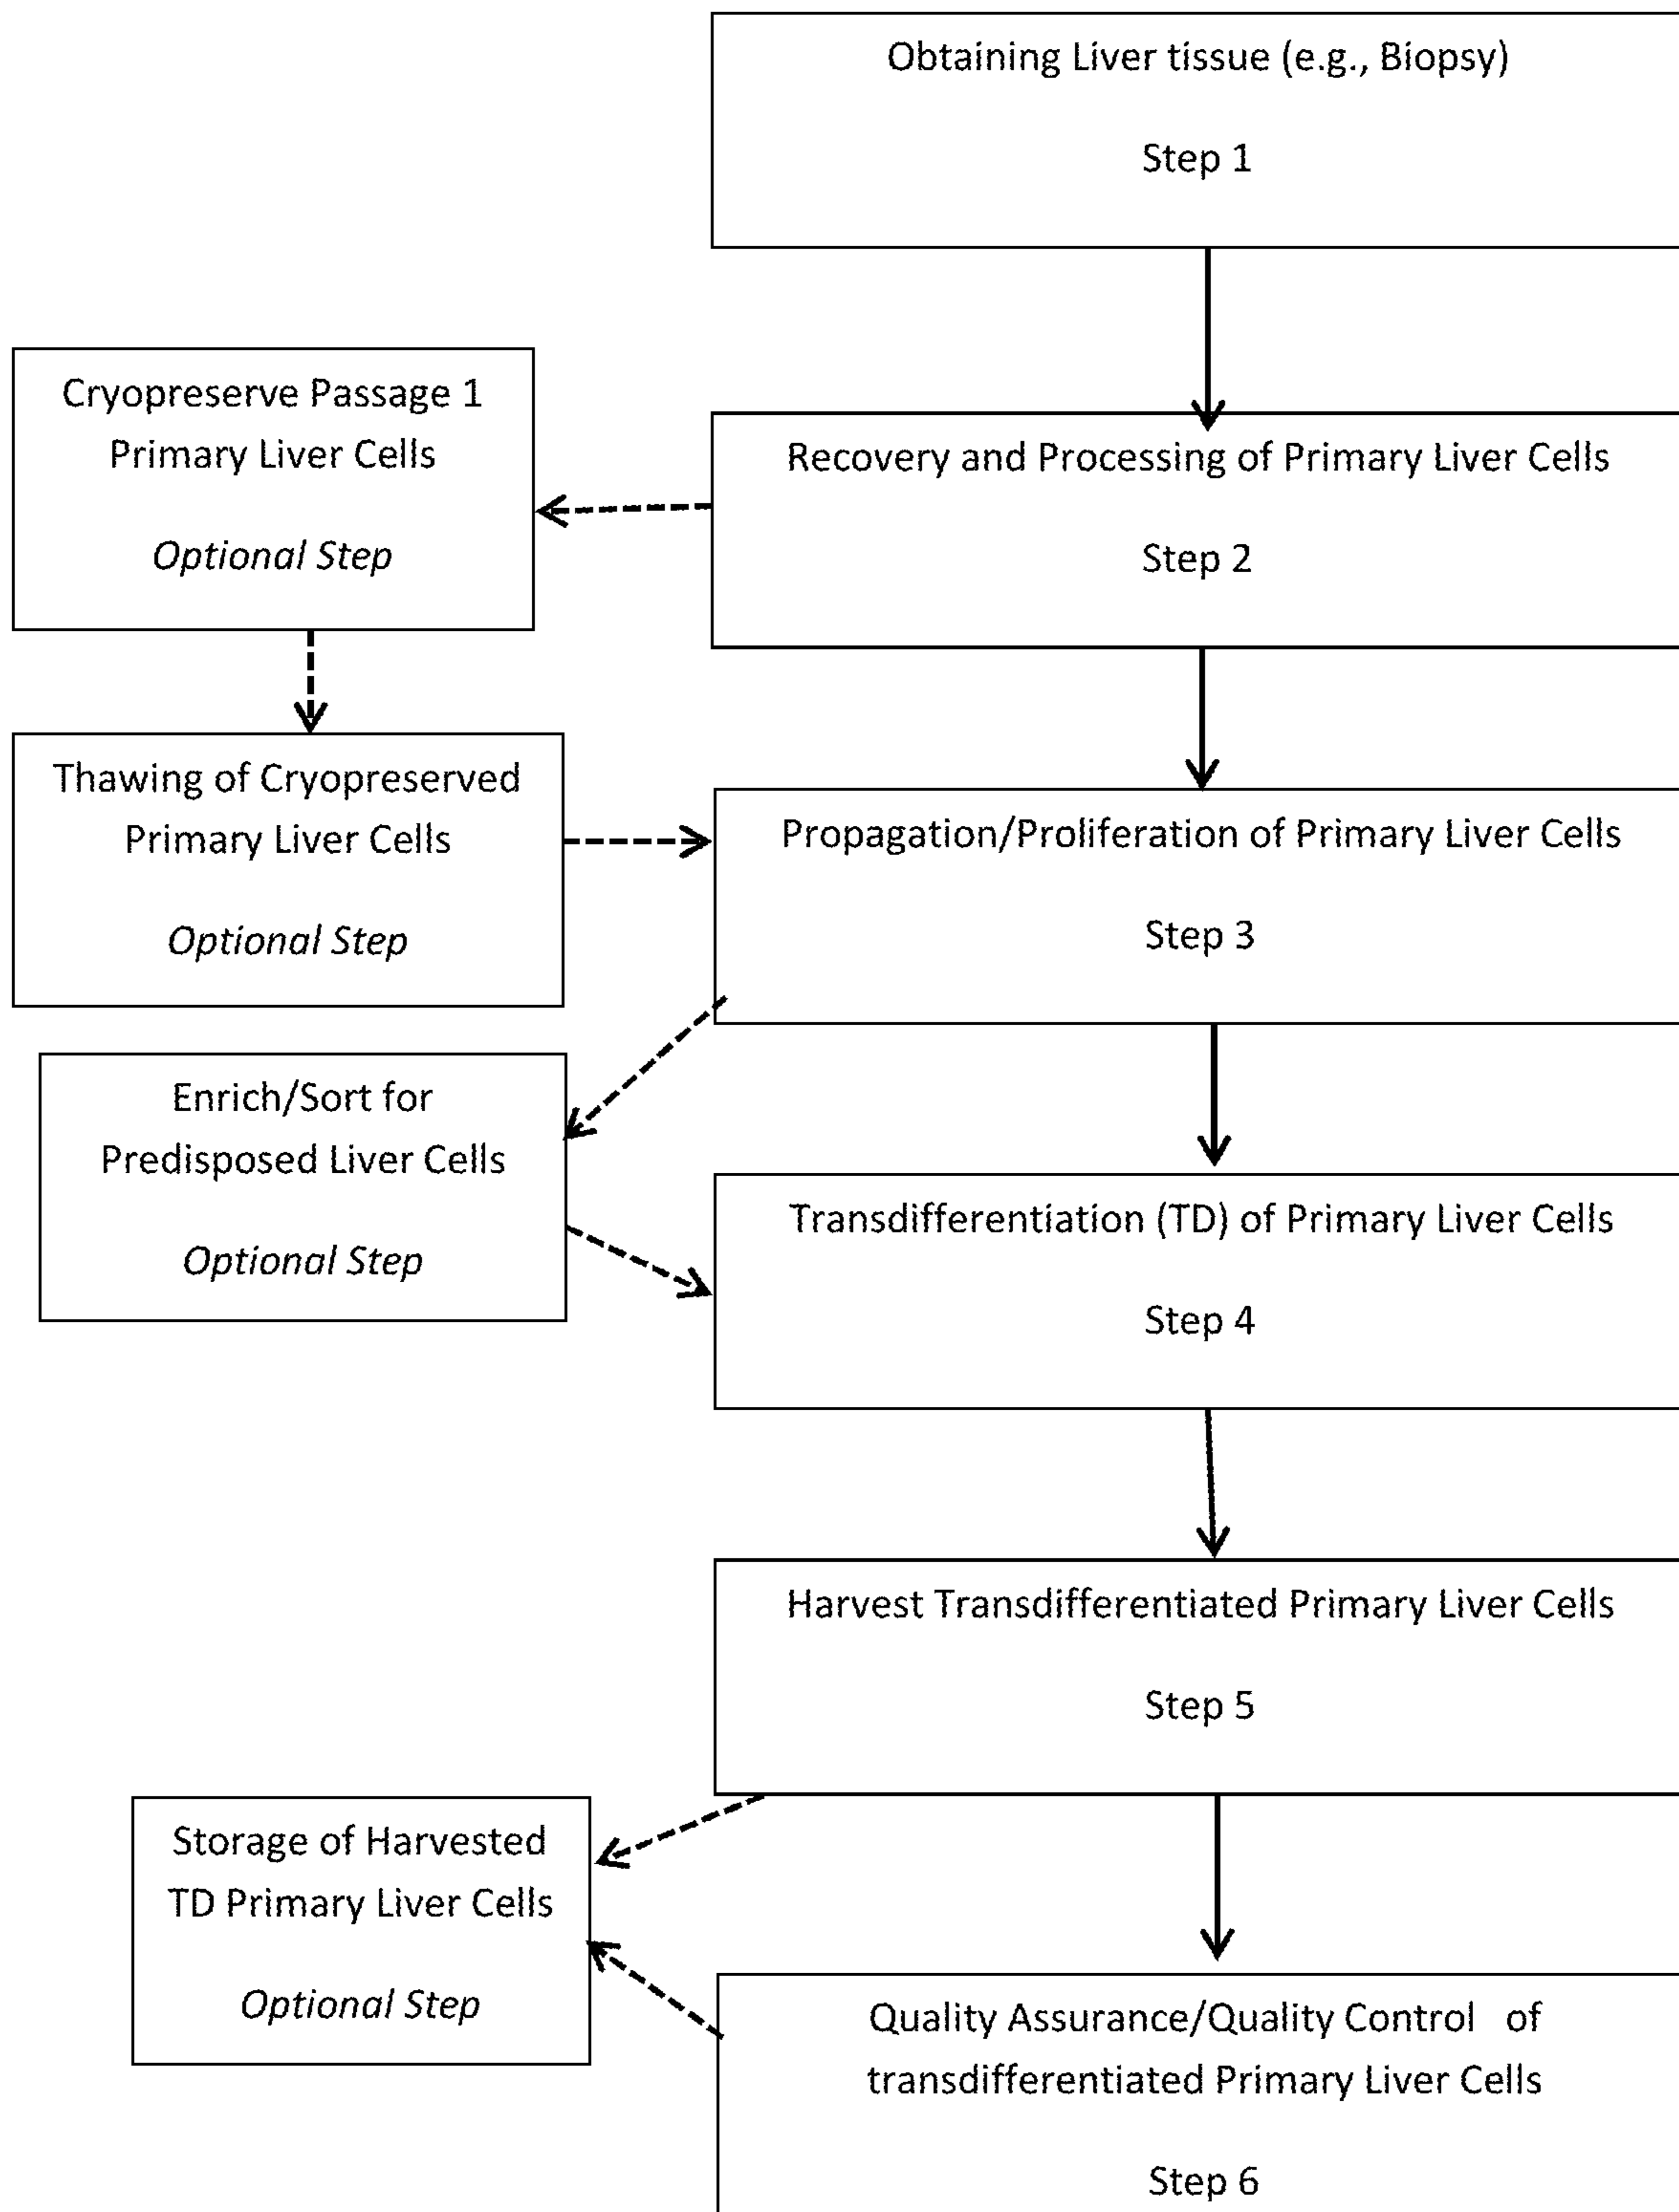 Obtaining Liver tissue (e.g., Biopsy)
Step 1
Cryopreserve Passage 1
Primary Liver Cells
Optional Step
Recovery and Processing of Primary Liver Cells
Step 2
Thawing of Cryopreserved
Primary Liver Cells
Optional Step
Propagation/Proliferation of Primary Liver Cells
Step 3
Enrich/Sort for
Predisposed Liver Cells
Optional Step
Transdifferentiation (TD) of Primary Liver Cells
Step 4
Harvest Transdifferentiated Primary Liver Cells
Step 5
Storage of Harvested
TD Primary Liver Cells
Optional Step
Quality Assurance/Quality Control of
transdifferentiated Primary Liver Cells
Step 6